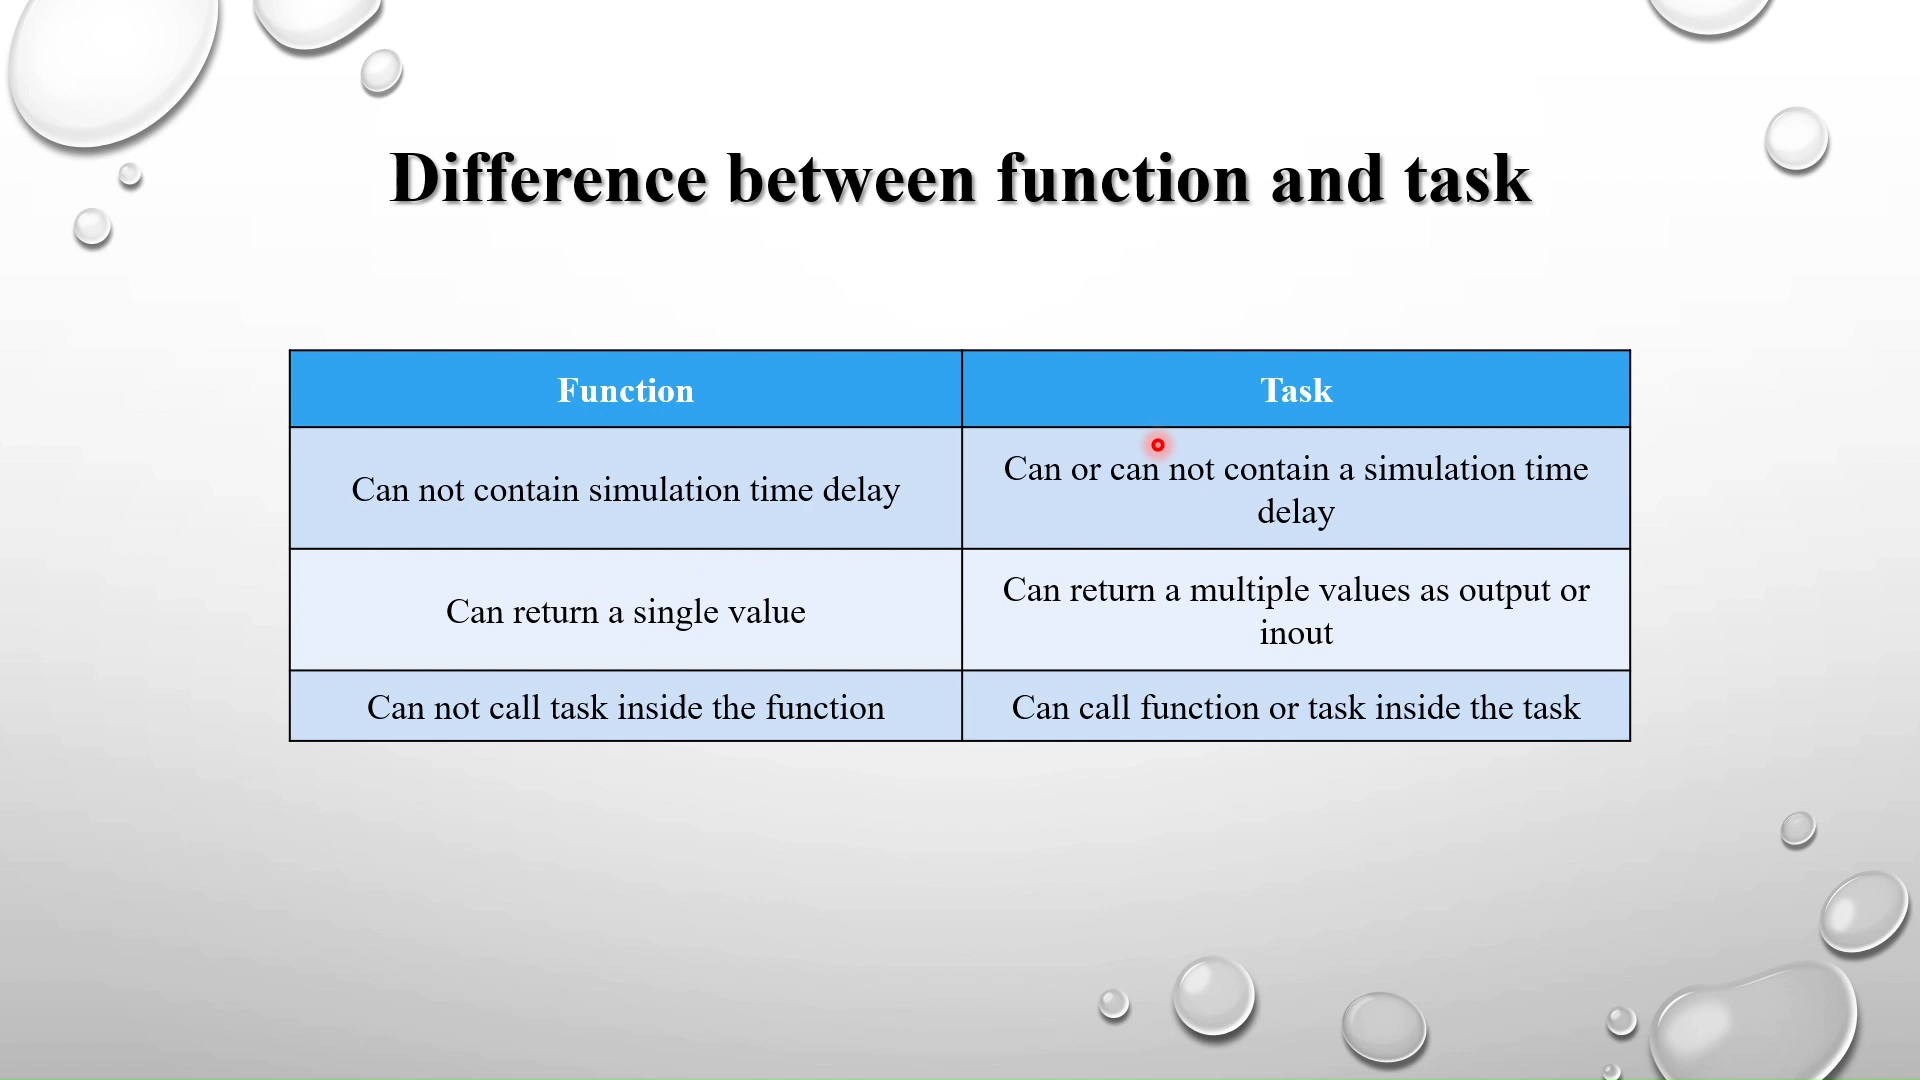 Difference between function and task
Function
Task
Can not contain simulation time delay
Can or can not contain a simulation time
delay
Can return a single value
Can return a multiple values as output or
inout
Can not call task inside the function
Can call function or task inside the task